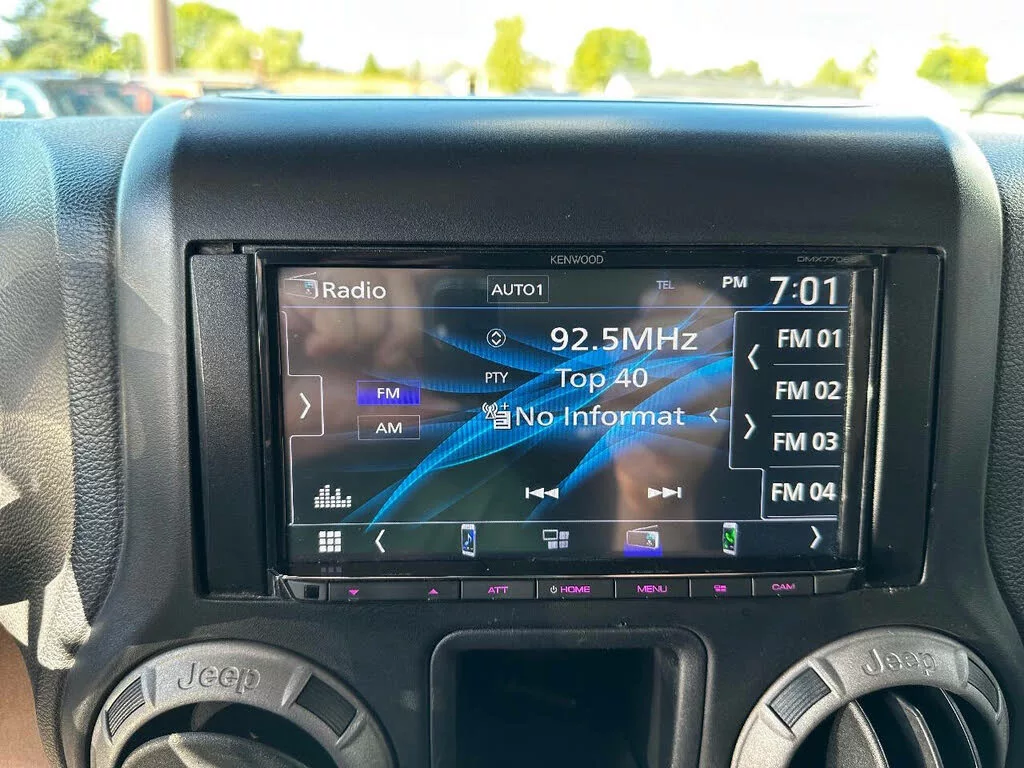 KENWOOD
Radio
AUTO1
TEL
PM
7:01
92.5MHz
PTY
Top 40
No Informat
FM
AM
FM 01
FM 02
FM 03
FM 04
ATT
HOME
MENU
CAM
Jeep
Jeep